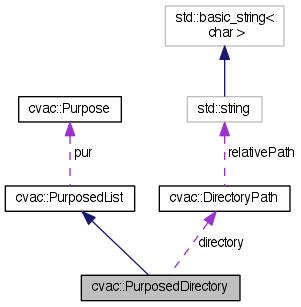 std::basic_string<
char >
cvac::Purpose
std::string
pur
relativePath
cvac::PurposedList
cvac::DirectoryPath
directory
cvac::PurposedDirectory